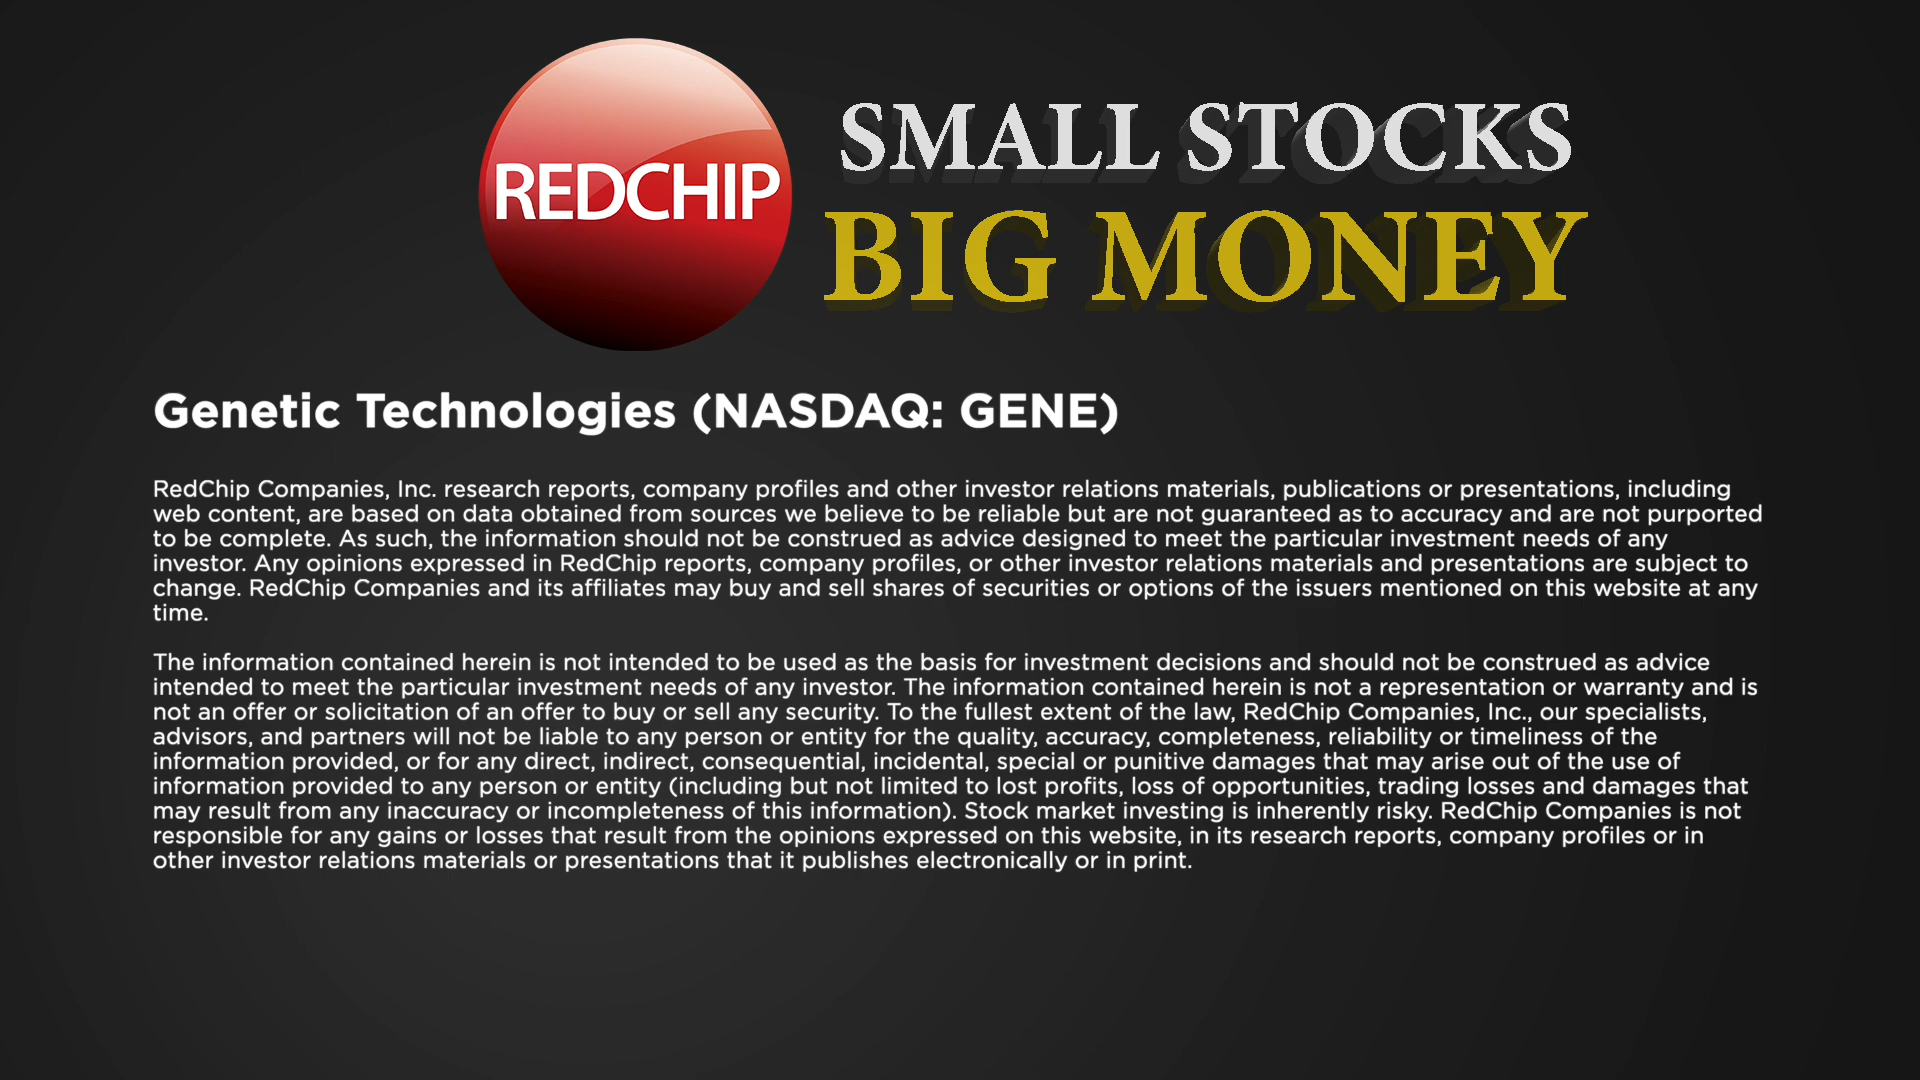 REDCHIP
SMALL STOCKS
BIG MONEY
Genetic Technologies (NASDAQ: GENE)
RedChip Companies, Inc. research reports, company profiles and other investor relations materials, publications or presentations, including
web content, are based on data obtained from sources we believe to be reliable but are not guaranteed as to accuracy and are not purported
to be complete. As such, the information should not be construed as advice designed to meet the particular investment needs of any
investor. Any opinions expressed in RedChip reports, company profiles, or other investor relations materials and presentations are subject to
change. RedChip Companies and its affiliates may buy and sell shares of securities or options of the issuers mentioned on this website at any
time.
The information contained herein is not intended to be used as the basis for investment decisions and should not be construed as advice
intended to meet the particular investment needs of any investor. The information contained herein is not a representation or warranty and is
not an offer or solicitation of an offer to buy or sell any security. To the fullest extent of the law, RedChip Companies, Inc., our specialists,
advisors, and partners will not be liable to any person or entity for the quality, accuracy, completeness, reliability or timeliness of the
information provided, or for any direct, indirect, consequential, incidental, special or punitive damages that may arise out of the use of
information provided to any person or entity (including but not limited to lost profits, loss of opportunities, trading losses and damages that
may result from any inaccuracy or incompleteness of this information). Stock market investing is inherently risky. RedChip Companies is not
responsible for any gains or losses that result from the opinions expressed on this website, in its research reports, company profiles or in
other investor relations materials or presentations that it publishes electronically or in print.